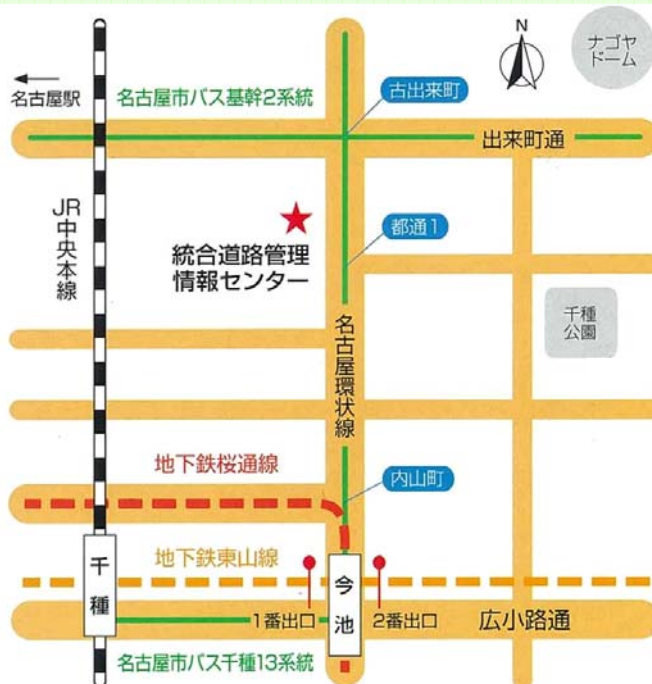 N
ナゴヤ
ドーム
名古屋駅
名古屋市バス基幹2系統
古出来町
出来町通
JR中央本線
都通1
統合道路管理
情報センター
千種
公園
名古屋環状線
地下鉄桜通線
内山町
地下鉄東山線
千種
今池
1番出口
2番出口
広小路通
名古屋市バス千種13系統